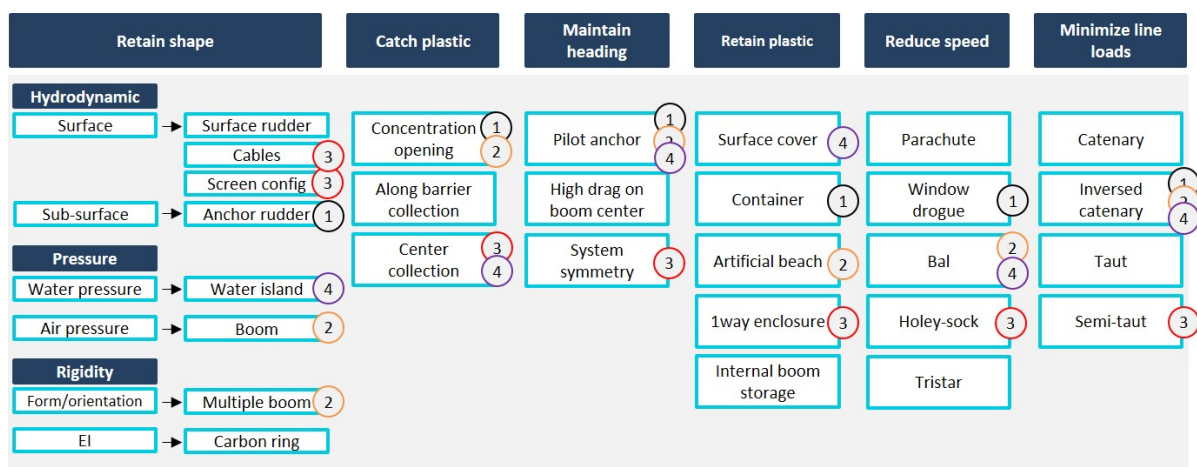 Retain shape
Catch plastic
Maintain
heading
Retain plastic
Reduce speed
Minimize line
loads
Hydrodynamic
Surface
Surface rudder
Cables
3
Screen config
3
Sub-surface
Anchor rudder
1
Pressure
Water pressure
Water island
4
Air pressure
Boom
2
Rigidity
Form/orientation
Multiple boom
2
EI
Carbon ring
Concentration
opening
1
2
Along barrier
collection
Center
collection
3
4
Pilot anchor
1
2
4
High drag on
boom center
System
symmetry
3
Surface cover
4
Container
1
Artificial beach
2
1way enclosure
3
Internal boom
storage
Parachute
Window
drogue
1
Bal
2
4
Holey-sock
3
Tristar
Catenary
Inversed
catenary
1
2
4
Taut
Semi-taut
3